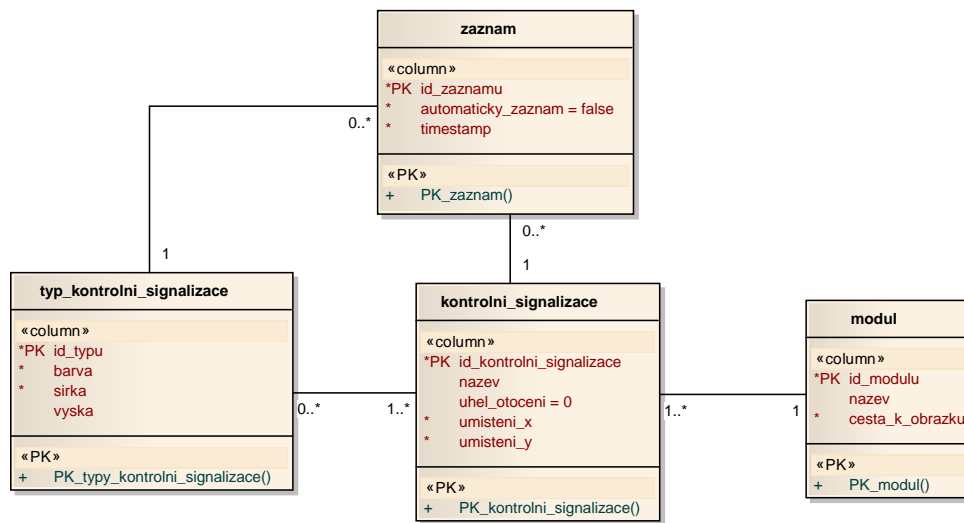 zaznam
«column»
*PK id_zaznamu
* automaticky_zaznam = false
* timestamp
«PK»
+ PK_zaznam()
0..*
1
0..*
1
typ_kontrolni_signalizace
«column»
*PK id_typu
* barva
* sirka
vyska
«PK»
+ PK_typy_kontrolni_signalizace()
0..*
1..*
kontrolni_signalizace
«column»
*PK id_kontrolni_signalizace
nazev
uhel_otoceni = 0
* umisteni_x
* umisteni_y
«PK»
+ PK_kontrolni_signalizace()
1..*
1
modul
«column»
*PK id_modulu
nazev
* cesta_k_obrazku
«PK»
+ PK_modul()